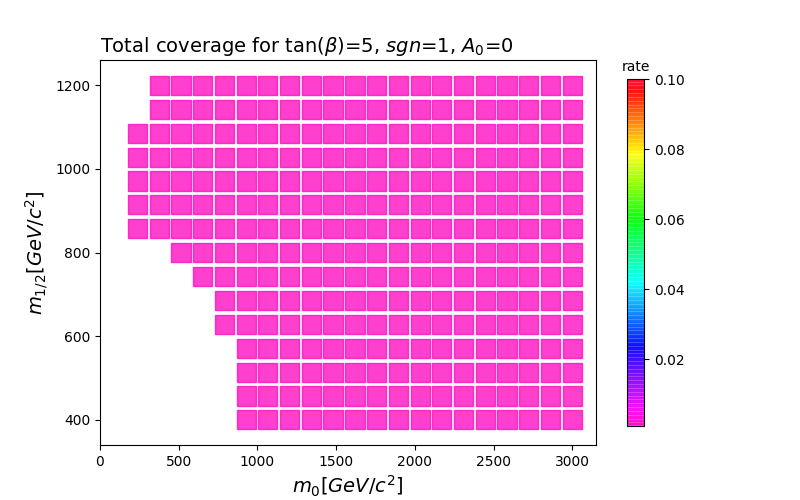 Total coverage for tan(β)=5, sgn=1, A₀=0
rate
1200
1000
800
600
400
m₁/₂[GeV/c²]
0 500 1000 1500 2000 2500 3000
m₀[GeV/c²]
0.10
0.08
0.06
0.04
0.02